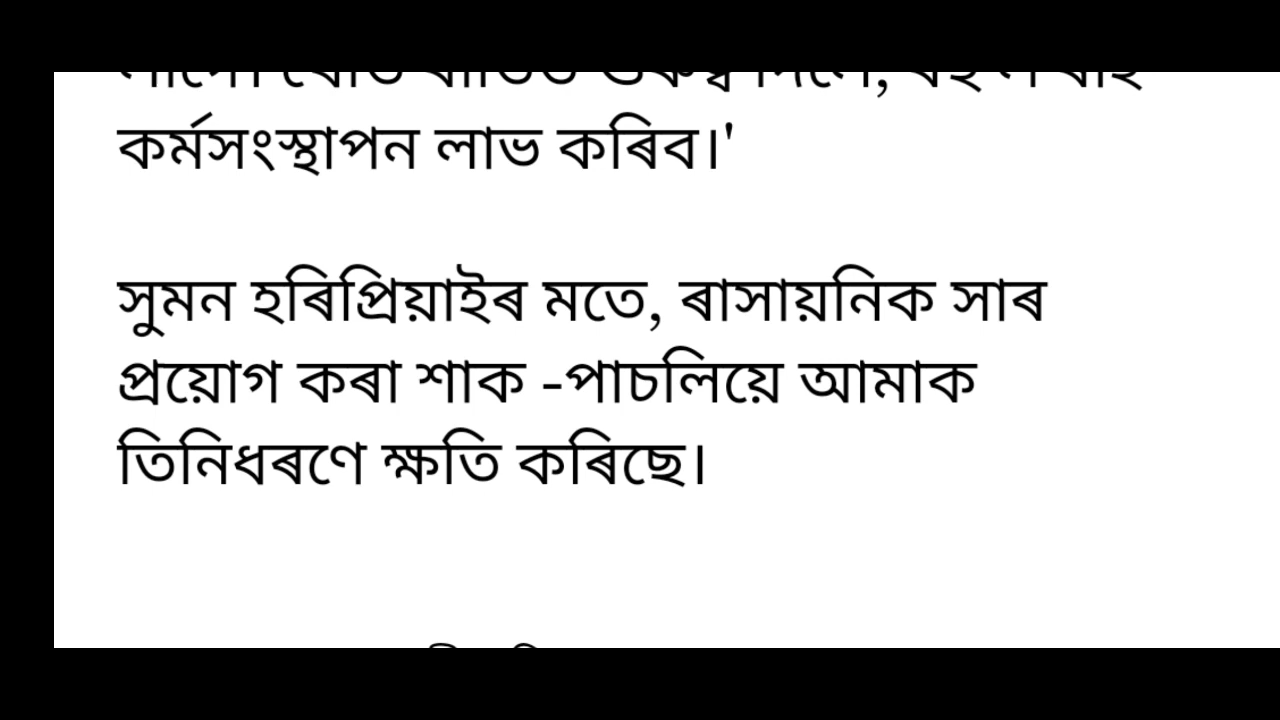 কৰ্মসংস্থাপন লাভ কৰিব।'
সুমন হৰিপ্ৰিয়াইৰ মতে, ৰাসায়নিক সাৰ
প্ৰয়োগ কৰা শাক -পাচলিয়ে আমাক
তিনিধৰণে ক্ষতি কৰিছে।